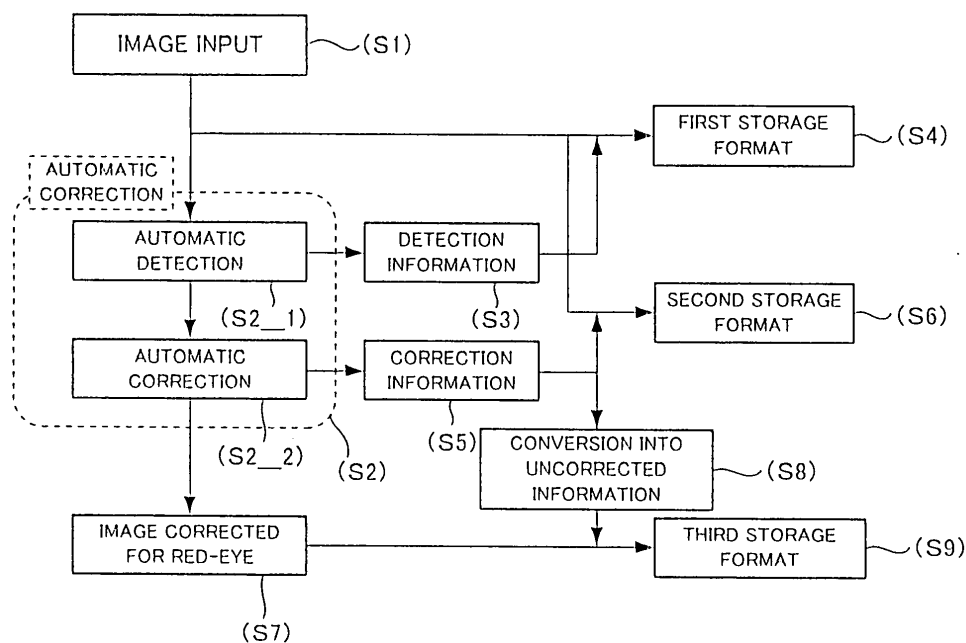 IMAGE INPUT
(S1)
FIRST STORAGE
FORMAT
(S4)
AUTOMATIC
CORRECTION
AUTOMATIC
DETECTION
(S2__1)
DETECTION
INFORMATION
(S3)
SECOND STORAGE
FORMAT
(S6)
AUTOMATIC
CORRECTION
(S2__2)
(S2)
CORRECTION
INFORMATION
(S5)
CONVERSION INTO
UNCORRECTED
INFORMATION
(S8)
IMAGE CORRECTED
FOR RED-EYE
(S7)
THIRD STORAGE
FORMAT
(S9)